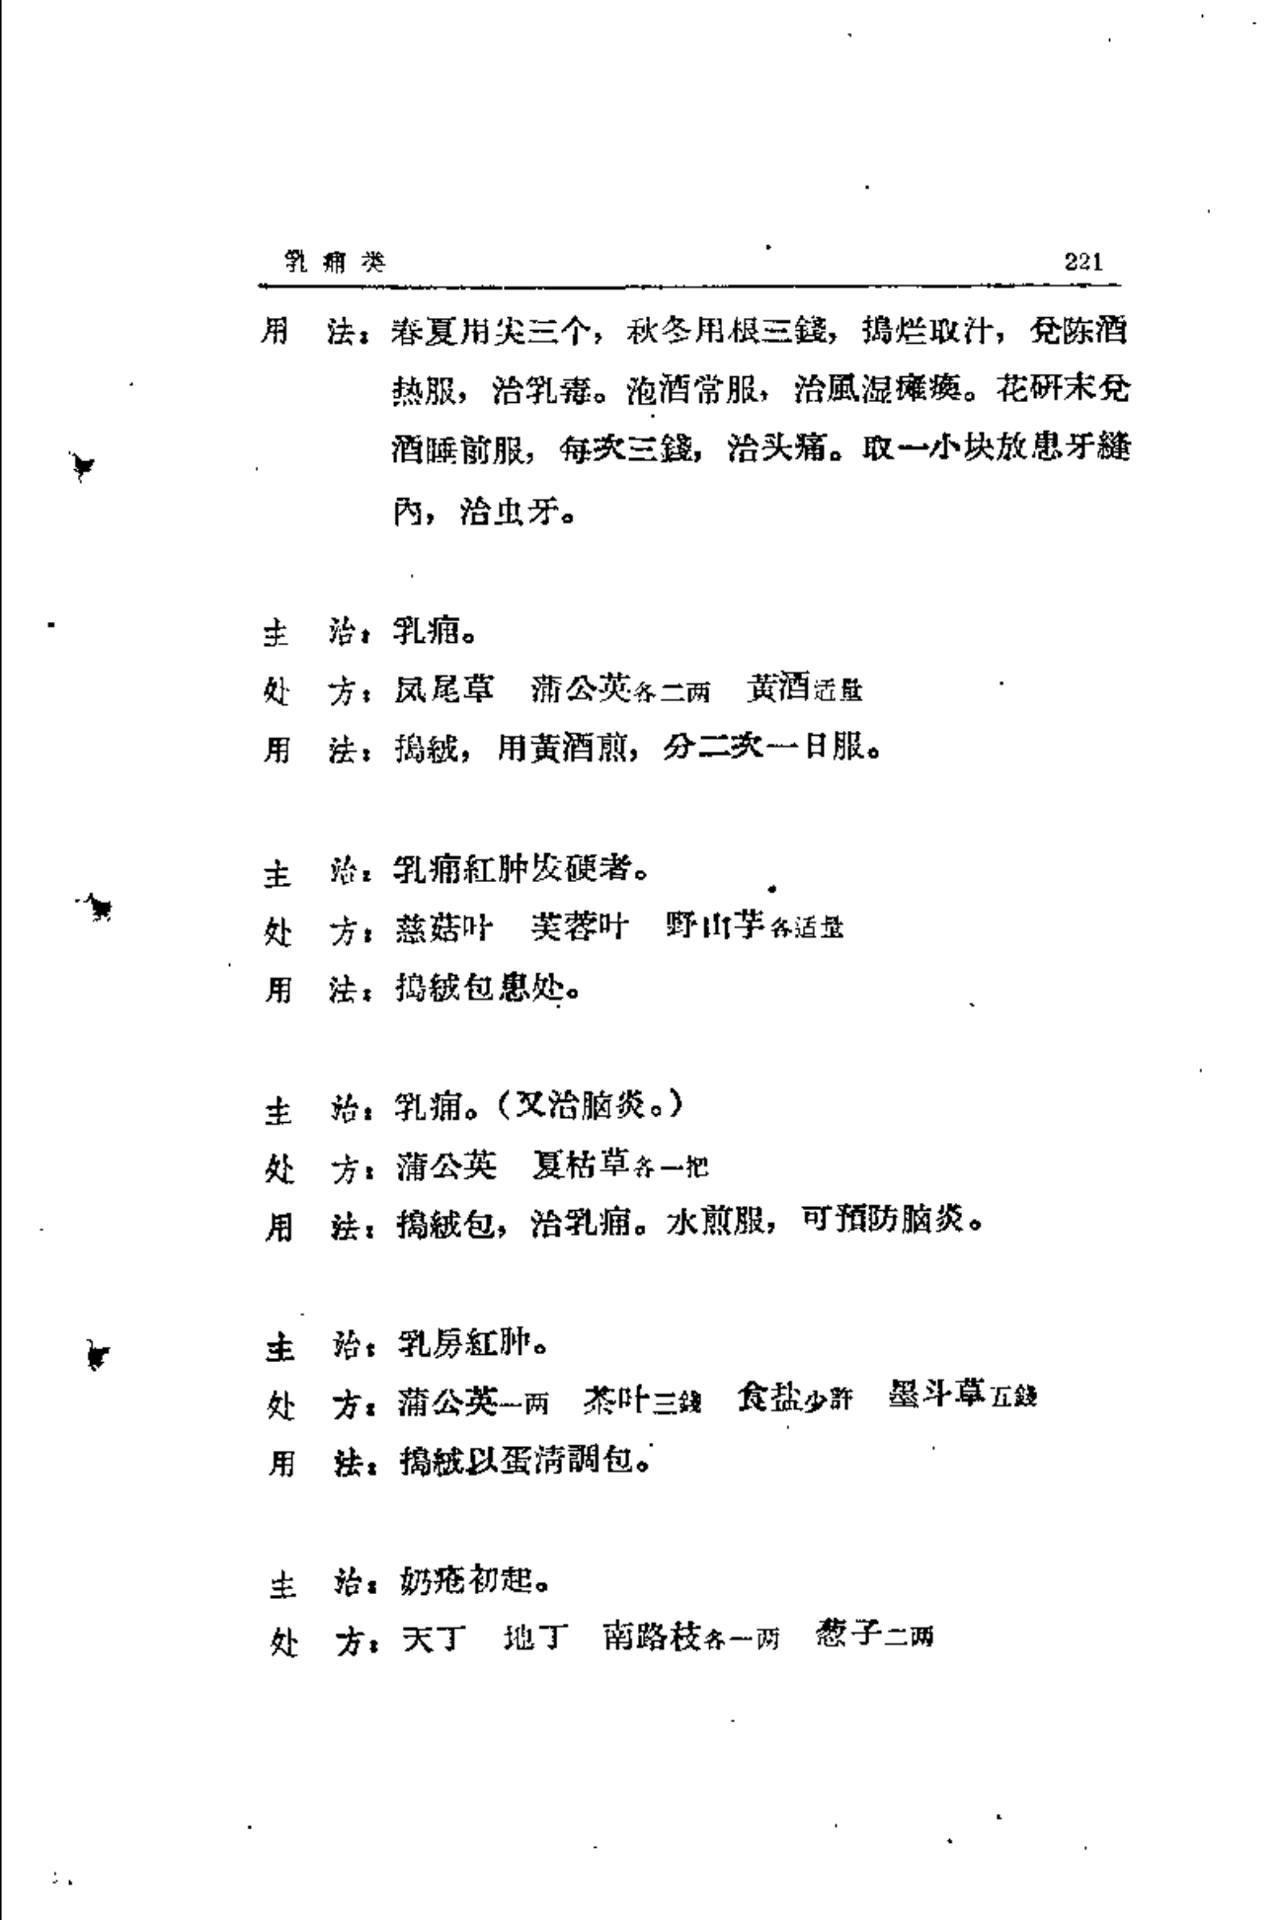 乳痈类 221
用 法：春夏用尖三个，秋冬用根三錢，搗烂取汁，兌陈酒
热服，治乳毒。泡酒常服，治風湿瘫痪。花研末兌
酒睡前服，每次三錢，治头痛。取一小块放患牙縫
內，治虫牙。
主 治：乳痈。
处 方：凤尾草 蒲公英各二两 黄酒适量
用 法：搗絨，用黄酒煎，分二次一日服。
主 治：乳痈紅肿发硬者。
处 方：慈菇叶 芙蓉叶 野山芋各适量
用 法：搗絨包患处。
主 治：乳痈。（又治脑炎。）
处 方：蒲公英 夏枯草各一把
用 法：搗絨包，治乳痈。水煎服，可預防脑炎。
主 治：乳房紅肿。
处 方：蒲公英一两 茶叶三錢 食盐少許 墨斗草五錢
用 法：搗絨以蛋淸調包。
主 治：奶疮初起。
处 方：天丁 地丁 南路枝各一两 葱子二两